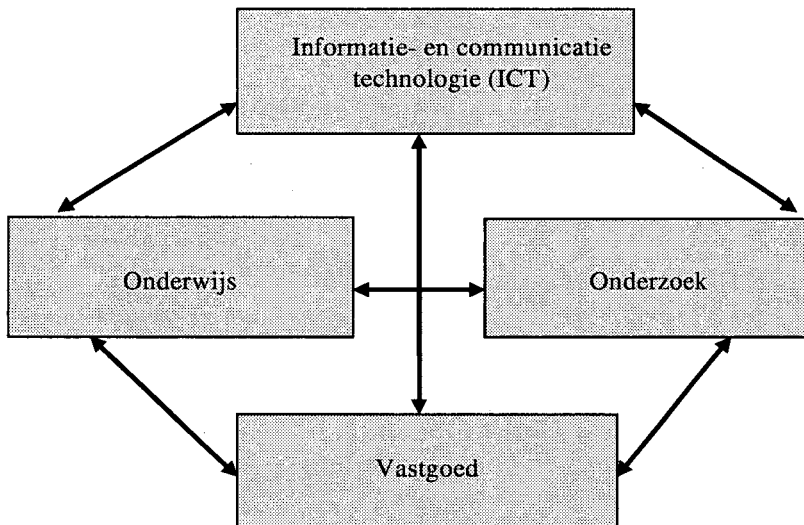 Informatie- en communicatie
technologie (ICT)
Onderwijs
Onderzoek
Vastgoed